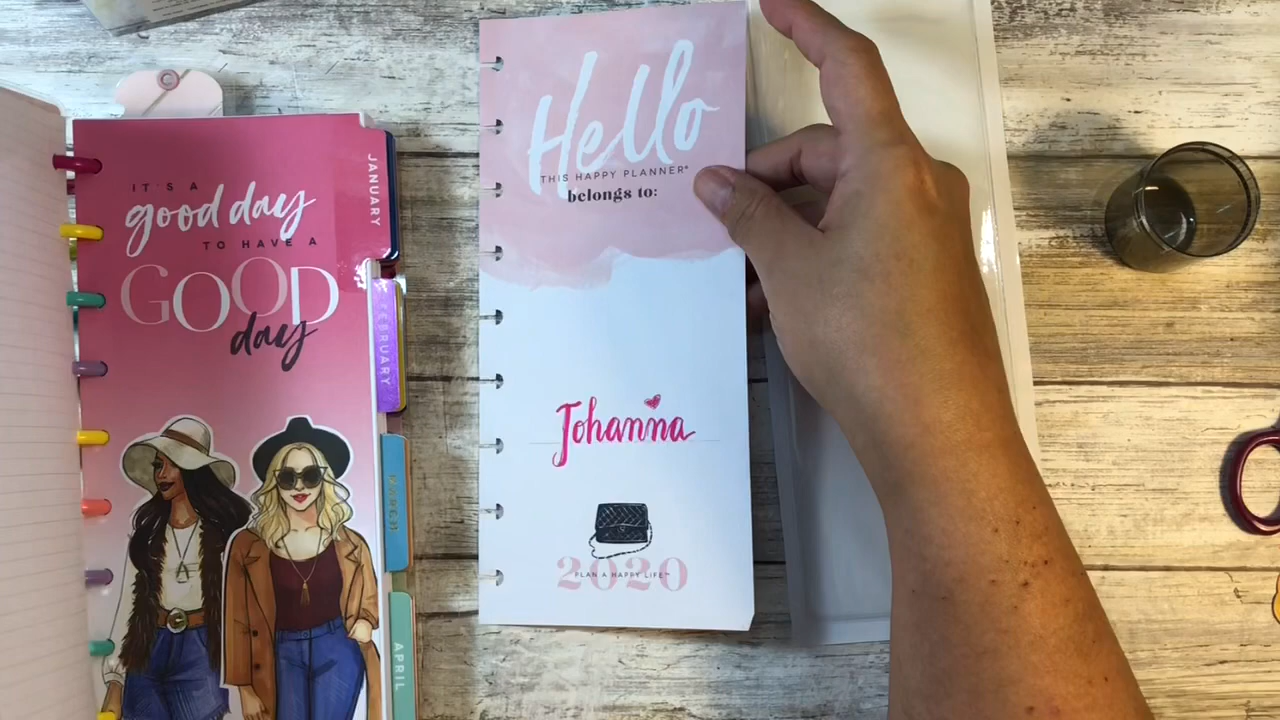 IT'S A
good day
TO HAVE A
GOOD
day
JANUARY
FEBRUARY
MARCH
APRIL
Hello
THIS HAPPY PLANNER®
belongs to:
Johanna
2020
PLAN A HAPPY LIFE™